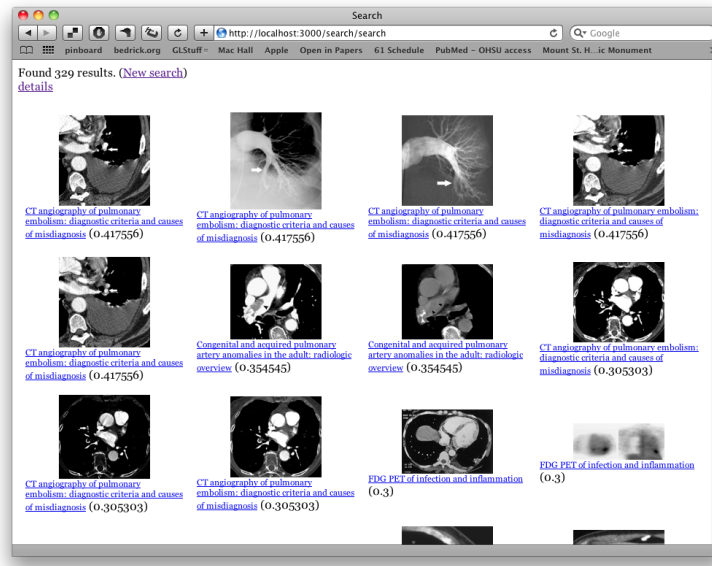 Search
http://localhost:3000/search/search
Google
pinboard bedrick.org GLStuff Mac Hall Apple Open in Papers 61 Schedule PubMed – OHSU access Mount St. H...ic Monument
Found 329 results. (New search)
details
CT angiography of pulmonary
embolism: diagnostic criteria and causes
of misdiagnosis (0.417556)
CT angiography of pulmonary
embolism: diagnostic criteria and causes
of misdiagnosis (0.417556)
CT angiography of pulmonary
embolism: diagnostic criteria and causes
of misdiagnosis (0.417556)
CT angiography of pulmonary embolism:
diagnostic criteria and causes of
misdiagnosis (0.417556)
CT angiography of pulmonary
embolism: diagnostic criteria and causes
of misdiagnosis (0.417556)
Congenital and acquired pulmonary
artery anomalies in the adult: radiologic
overview (0.354545)
Congenital and acquired pulmonary
artery anomalies in the adult: radiologic
overview (0.354545)
CT angiography of pulmonary embolism:
diagnostic criteria and causes of
misdiagnosis (0.305303)
CT angiography of pulmonary
embolism: diagnostic criteria and causes
of misdiagnosis (0.305303)
CT angiography of pulmonary
embolism: diagnostic criteria and causes
of misdiagnosis (0.305303)
FDG PET of infection and inflammation
(0.3)
FDG PET of infection and inflammation
(0.3)